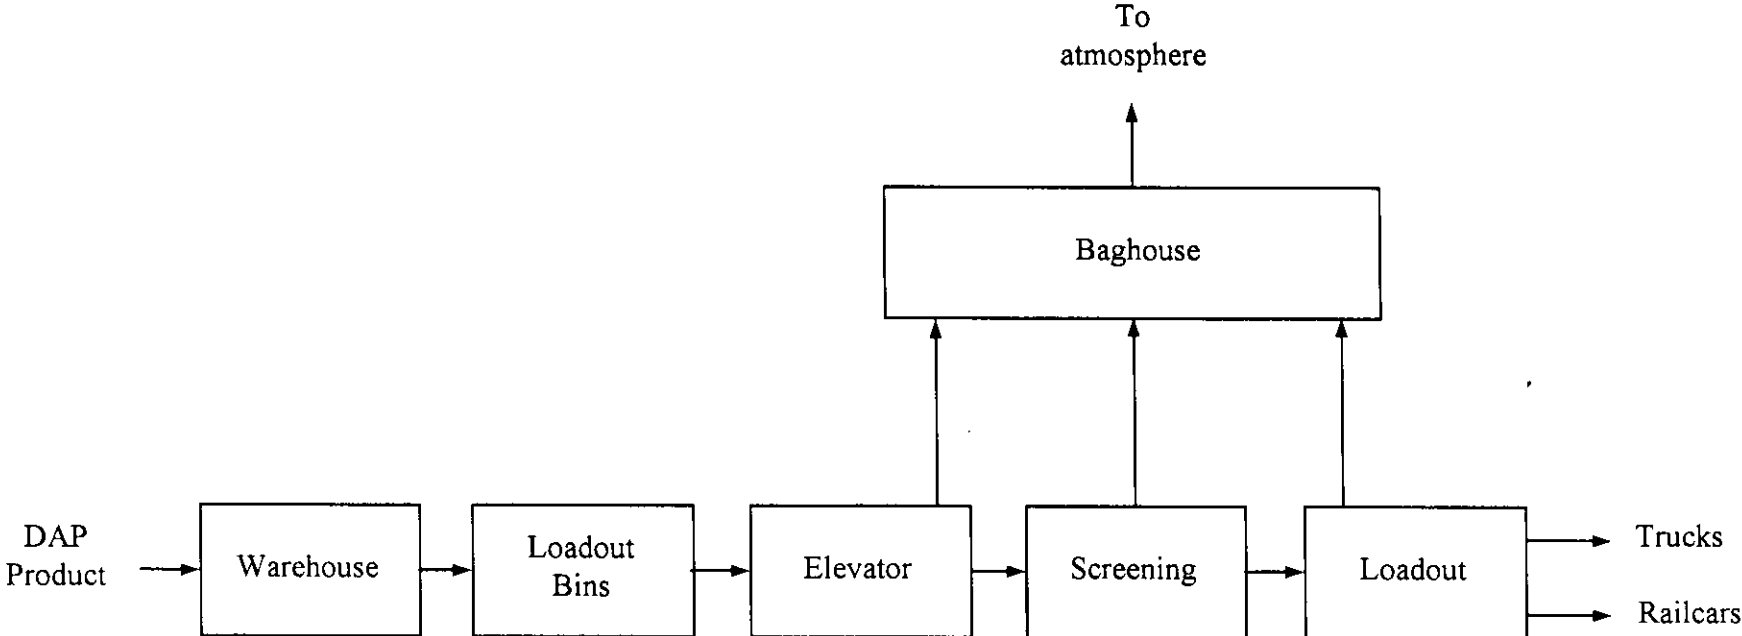 To
atmosphere
Baghouse
DAP
Product
Warehouse
Loadout
Bins
Elevator
Screening
Loadout
Trucks
Railcars